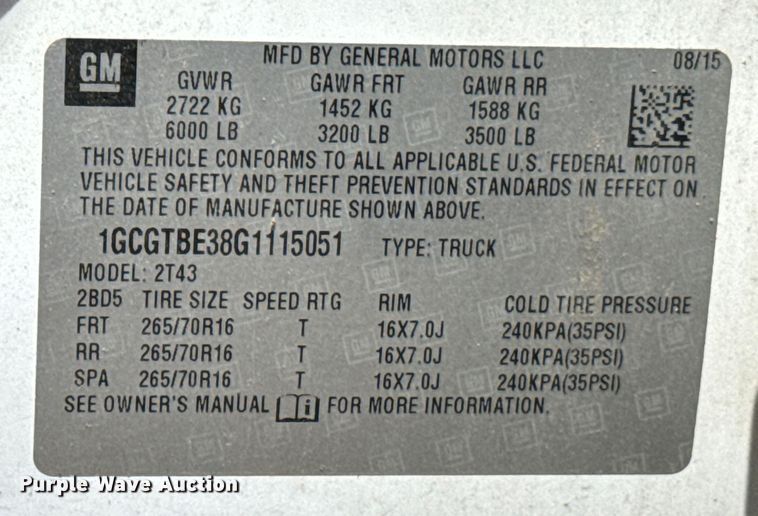 GM
MFD BY GENERAL MOTORS LLC 08/15
GVWR GAWR FRT GAWR RR
2722 KG 1452 KG 1588 KG
6000 LB 3200 LB 3500 LB
THIS VEHICLE CONFORMS TO ALL APPLICABLE U.S. FEDERAL MOTOR
VEHICLE SAFETY AND THEFT PREVENTION STANDARDS IN EFFECT ON
THE DATE OF MANUFACTURE SHOWN ABOVE.
1GCGTBE38G1115051 TYPE: TRUCK
MODEL: 2T43
2BD5 TIRE SIZE SPEED RTG RIM COLD TIRE PRESSURE
FRT 265/70R16 T 16X7.0J 240KPA(35PSI)
RR 265/70R16 T 16X7.0J 240KPA(35PSI)
SPA 265/70R16 T 16X7.0J 240KPA(35PSI)
SEE OWNER'S MANUAL FOR MORE INFORMATION.
Purple Wave Auction